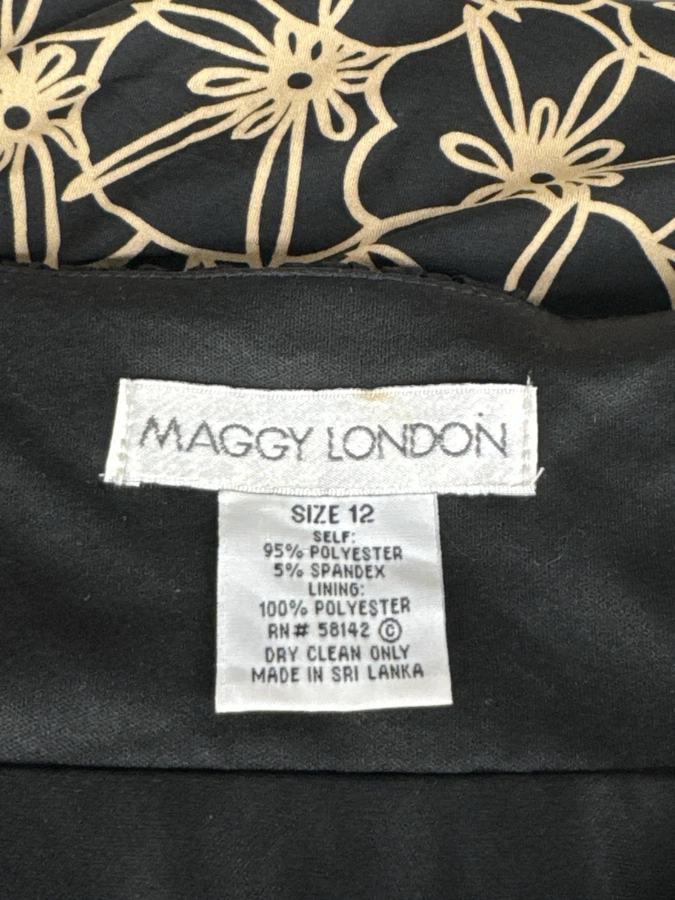 MAGGY LONDON
SIZE 12
SELF:
95% POLYESTER
5% SPANDEX
LINING:
100% POLYESTER
RN# 58142 ©
DRY CLEAN ONLY
MADE IN SRI LANKA